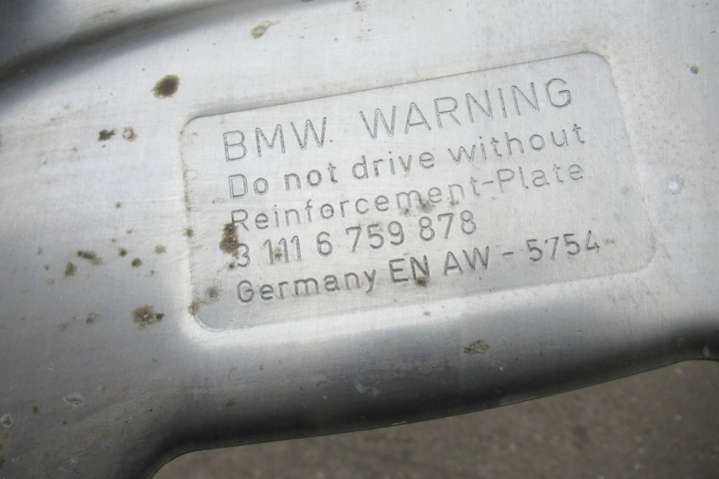 BMW. WARNING
Do not drive without
Reinforcement-Plate
3 111 6 759 878
Germany EN AW - 5754